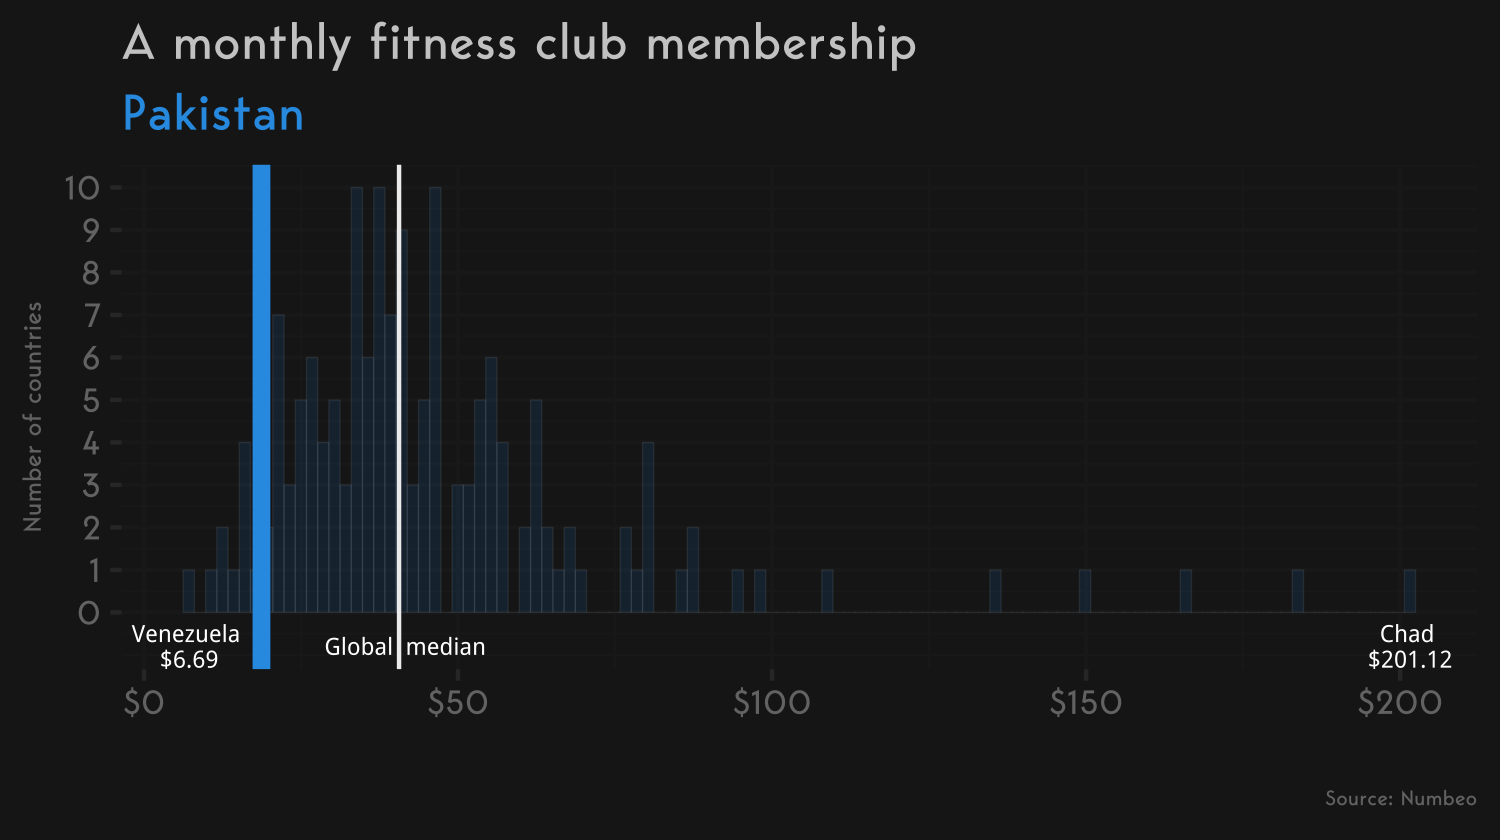 A monthly fitness club membership
Pakistan
Number of countries
10
9
8
7
6
5
4
3
2
1
0
Venezuela
$6.69
Global median
Chad
$201.12
$0 $50 $100 $150 $200
Source: Numbeo